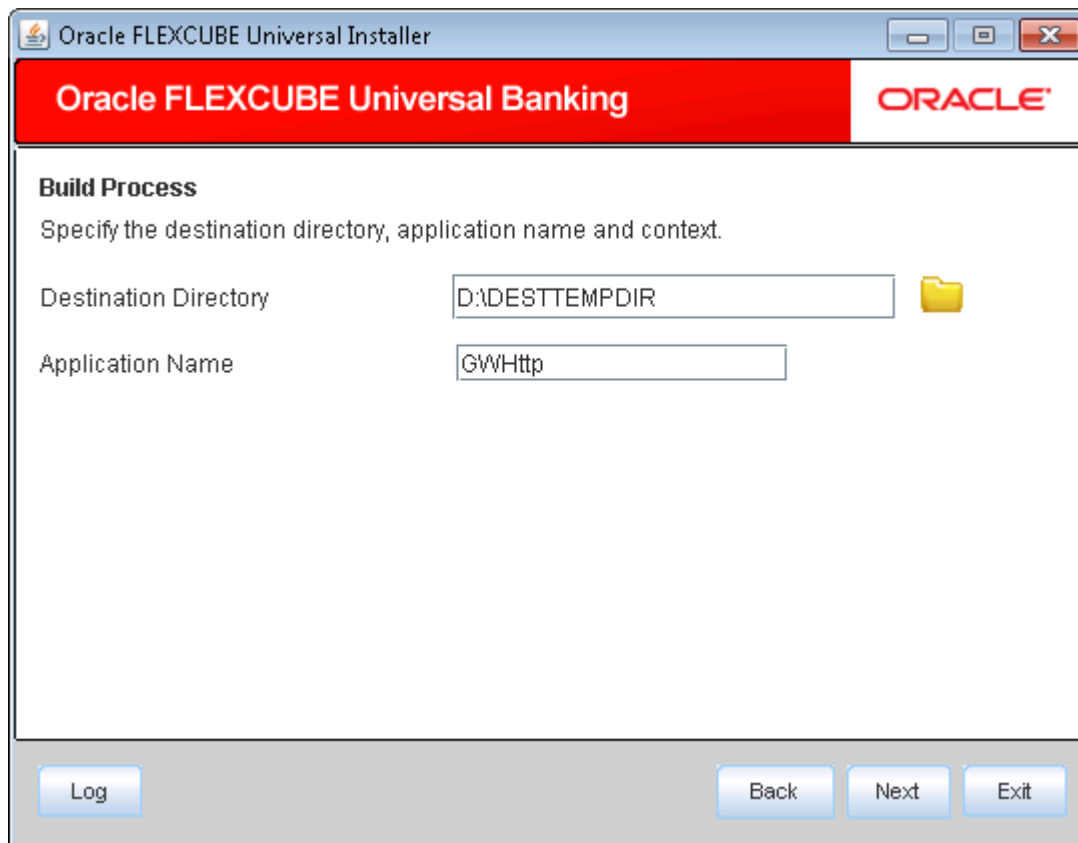 Oracle FLEXCUBE Universal Installer
Oracle FLEXCUBE Universal Banking
ORACLE
Build Process
Specify the destination directory, application name and context.
Destination Directory D:\DESTTEMPDIR
Application Name GWHttp
Log Back Next Exit